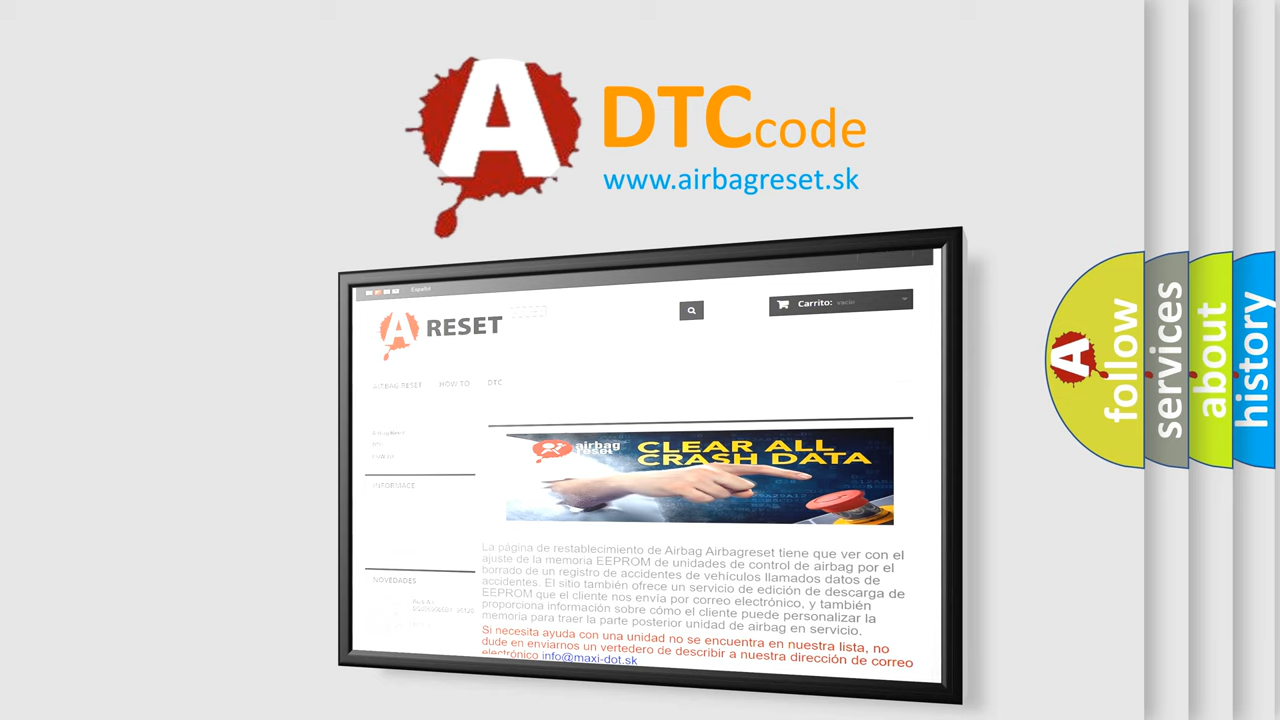 A
DTCcode
www.airbagreset.sk
Español
A RESET
Carrito: vacío
AIRBAG RESET HOW TO DTC
INFORMACE
NOVEDADES
airbag
reset
CLEAR ALL
CRASH DATA
La página de restablecimiento de Airbag Airbagreset tiene que ver con el
ajuste de la memoria EEPROM de unidades de control de airbag por el
borrado de un registro de accidentes de vehículos llamados datos de
accidentes. El sitio también ofrece un servicio de edición de descarga de
EEPROM que el cliente nos envía por correo electrónico, y también
proporciona información sobre cómo el cliente puede personalizar la
memoria para traer la parte posterior unidad de airbag en servicio.
Si necesita ayuda con una unidad no se encuentra en nuestra lista, no
dude en enviarnos un vertedero de describir a nuestra dirección de correo
electrónico info@maxi-dot.sk
A
follow
services
about
history